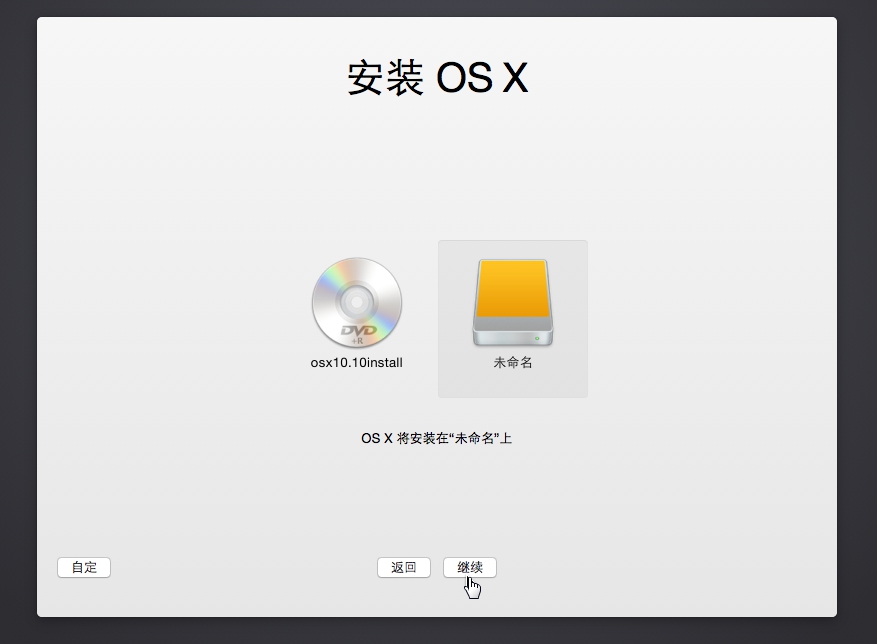 安装 OS X
DVD
+R
osx10.10install
未命名
OS X 将安装在“未命名”上
自定
返回
继续